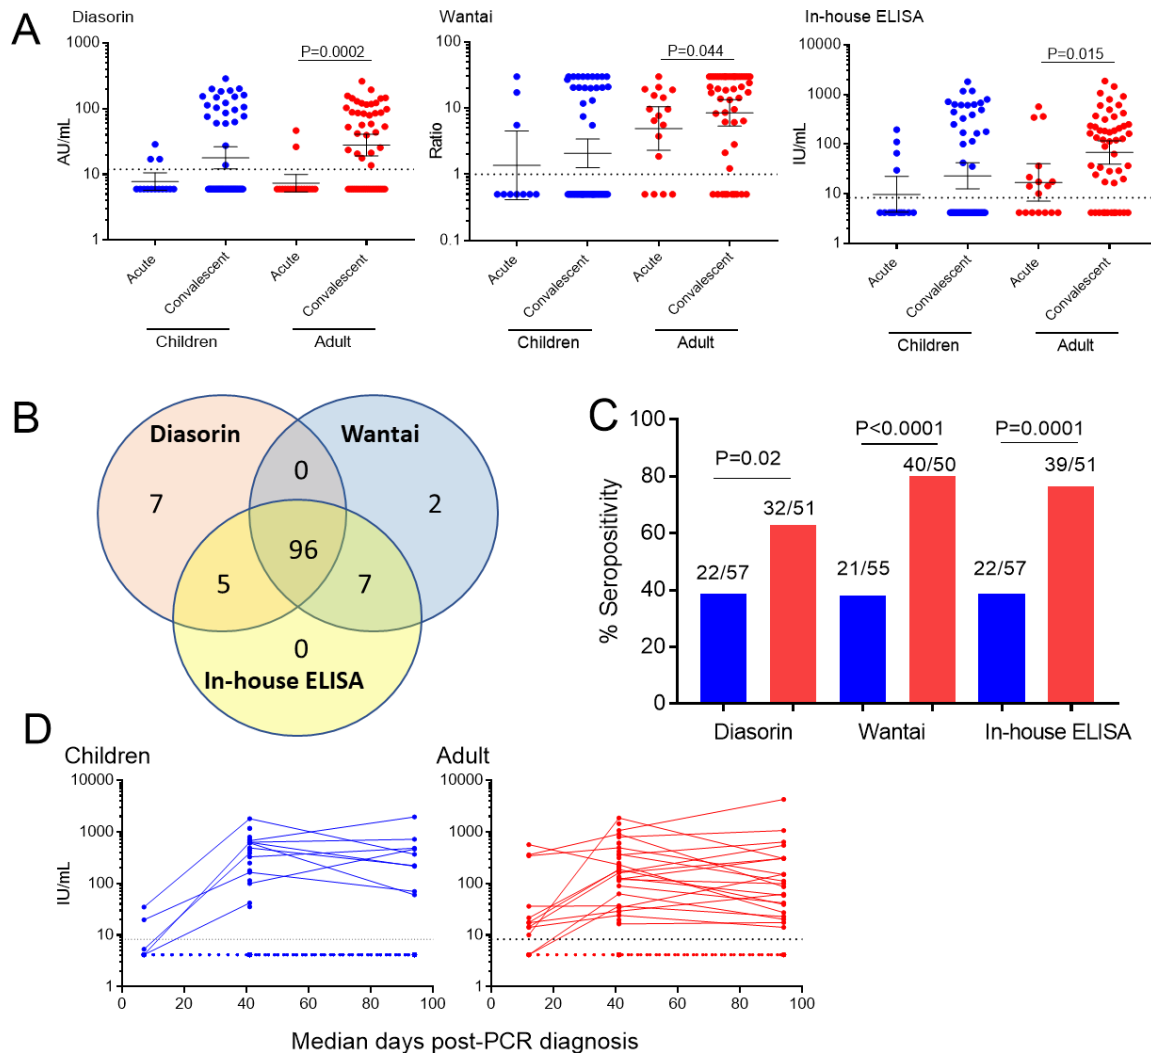 A
Diasorin
Wantai
In-house ELISA
P=0.0002
P=0.044
P=0.015
AU/mL
1000
100
10
1
Ratio
100
10
1
0.1
IU/mL
10000
1000
100
10
1
Acute
Convalescent
Acute
Convalescent
Acute
Convalescent
Acute
Convalescent
Acute
Convalescent
Acute
Convalescent
Children
Adult
Children
Adult
Children
Adult
B
Diasorin
Wantai
0
7
2
96
5
7
0
In-house ELISA
C
% Seropositivity
100
80
60
40
20
0
P=0.02
P<0.0001
P=0.0001
22/57
32/51
21/55
40/50
22/57
39/51
Diasorin
Wantai
In-house ELISA
D
Children
Adult
IU/mL
10000
1000
100
10
1
0
20
40
60
80
100
10000
1000
100
10
1
0
20
40
60
80
100
Median days post-PCR diagnosis